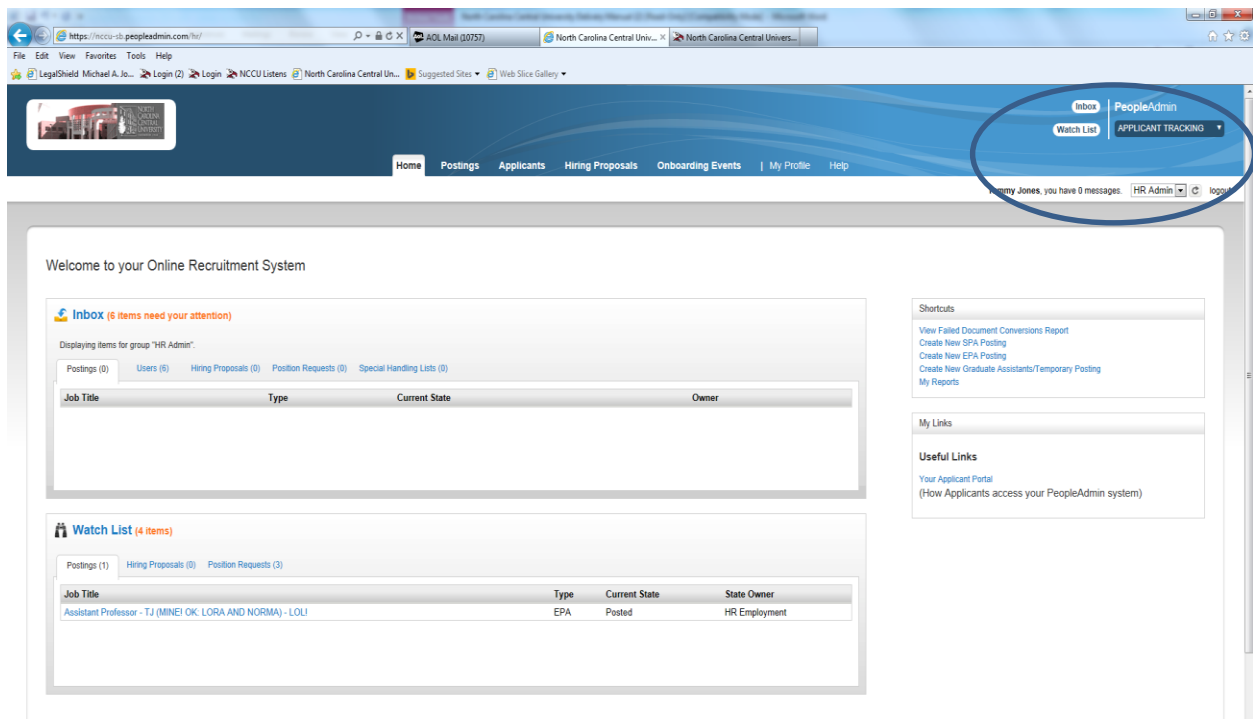 https://nccu-sb.peopleadmin.com/hr/
AOL Mail (10757)
North Carolina Central Univ...
North Carolina Central Univers...
File Edit View Favorites Tools Help
LegalShield Michael A. Jo... Login (2) Login NCCU Listens North Carolina Central Un... Suggested Sites Web Slice Gallery
NORTH
CAROLINA
CENTRAL
UNIVERSITY
Inbox PeopleAdmin
Watch List APPLICANT TRACKING
Home Postings Applicants Hiring Proposals Onboarding Events | My Profile Help
Jones, you have 0 messages. HR Admin logout
Welcome to your Online Recruitment System
Inbox (6 items need your attention)
Displaying items for group "HR Admin".
Postings (0) Users (6) Hiring Proposals (0) Position Requests (0) Special Handling Lists (0)
Job Title Type Current State Owner
Watch List (4 items)
Postings (1) Hiring Proposals (0) Position Requests (3)
Job Title Type Current State State Owner
Assistant Professor - TJ (MINE! OK: LORA AND NORMA) - LOL! EPA Posted HR Employment
Shortcuts
View Failed Document Conversions Report
Create New SPA Posting
Create New EPA Posting
Create New Graduate Assistants/Temporary Posting
My Reports
My Links
Useful Links
Your Applicant Portal
(How Applicants access your PeopleAdmin system)